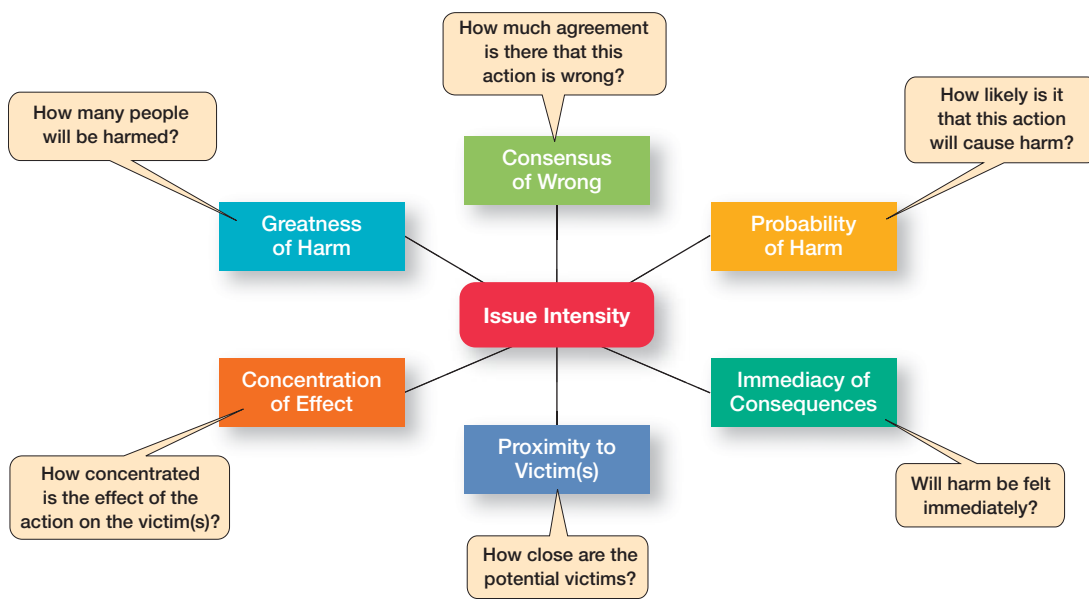 How much agreement
is there that this
action is wrong?
How many people
will be harmed?
How likely is it
that this action
will cause harm?
Consensus
of Wrong
Greatness
of Harm
Probability
of Harm
Issue Intensity
Concentration
of Effect
Immediacy of
Consequences
Proximity to
Victim(s)
How concentrated
is the effect of the
action on the victim(s)?
Will harm be felt
immediately?
How close are the
potential victims?